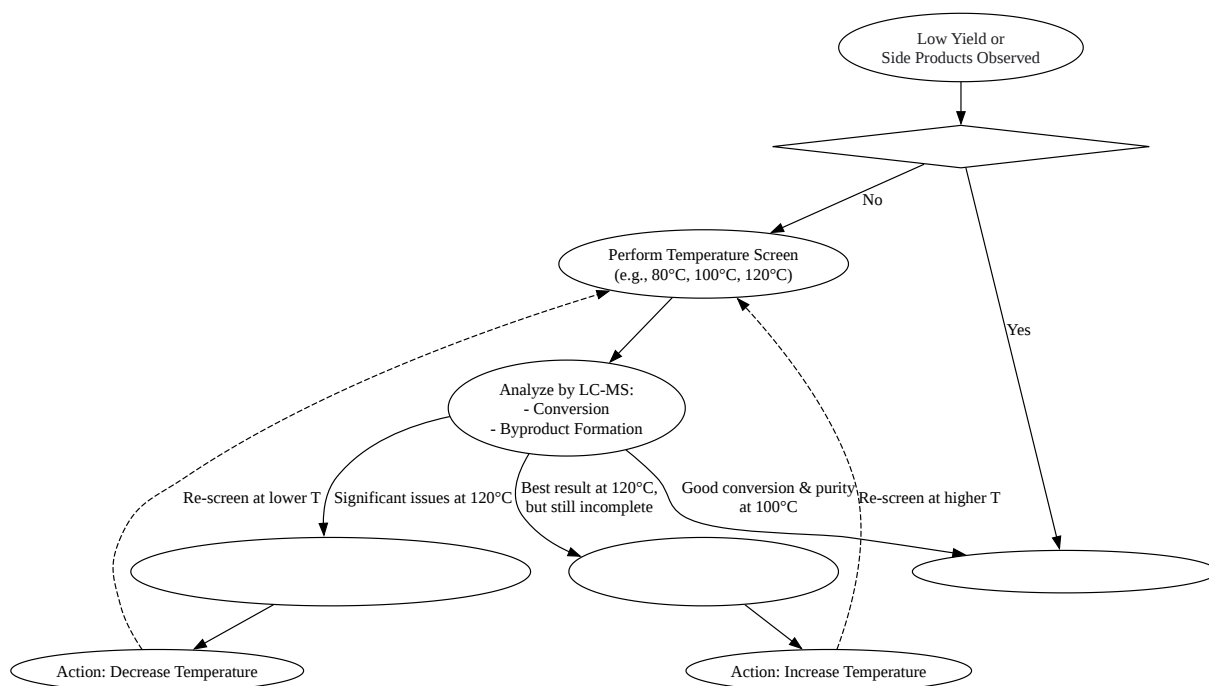 Low Yield or
Side Products Observed
No
Perform Temperature Screen
(e.g., 80°C, 100°C, 120°C)
Yes
Analyze by LC-MS:
- Conversion
- Byproduct Formation
Re-screen at lower T
Significant issues at 120°C
Best result at 120°C,
but still incomplete
Good conversion & purity
at 100°C
Re-screen at higher T
Action: Decrease Temperature
Action: Increase Temperature